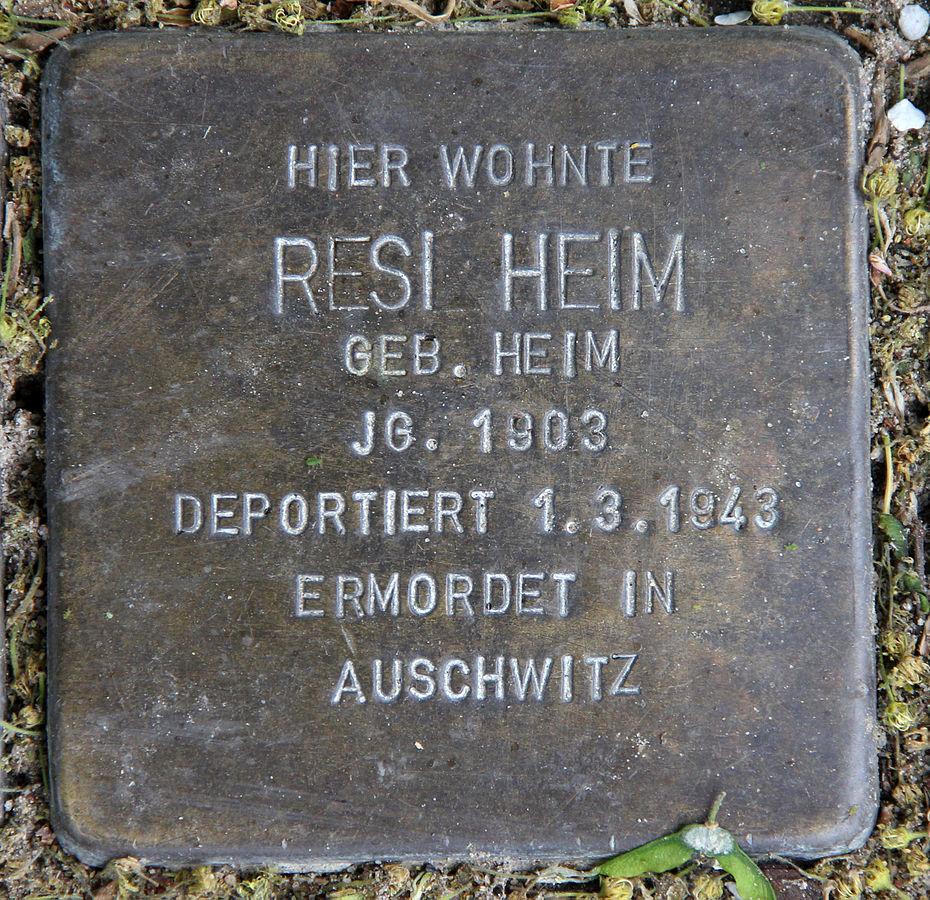 HIER WOHNTE
RESI HEIM
GEB. HEIM
JG. 1903
DEPORTIERT 1.3.1943
ERMORDET IN
AUSCHWITZ